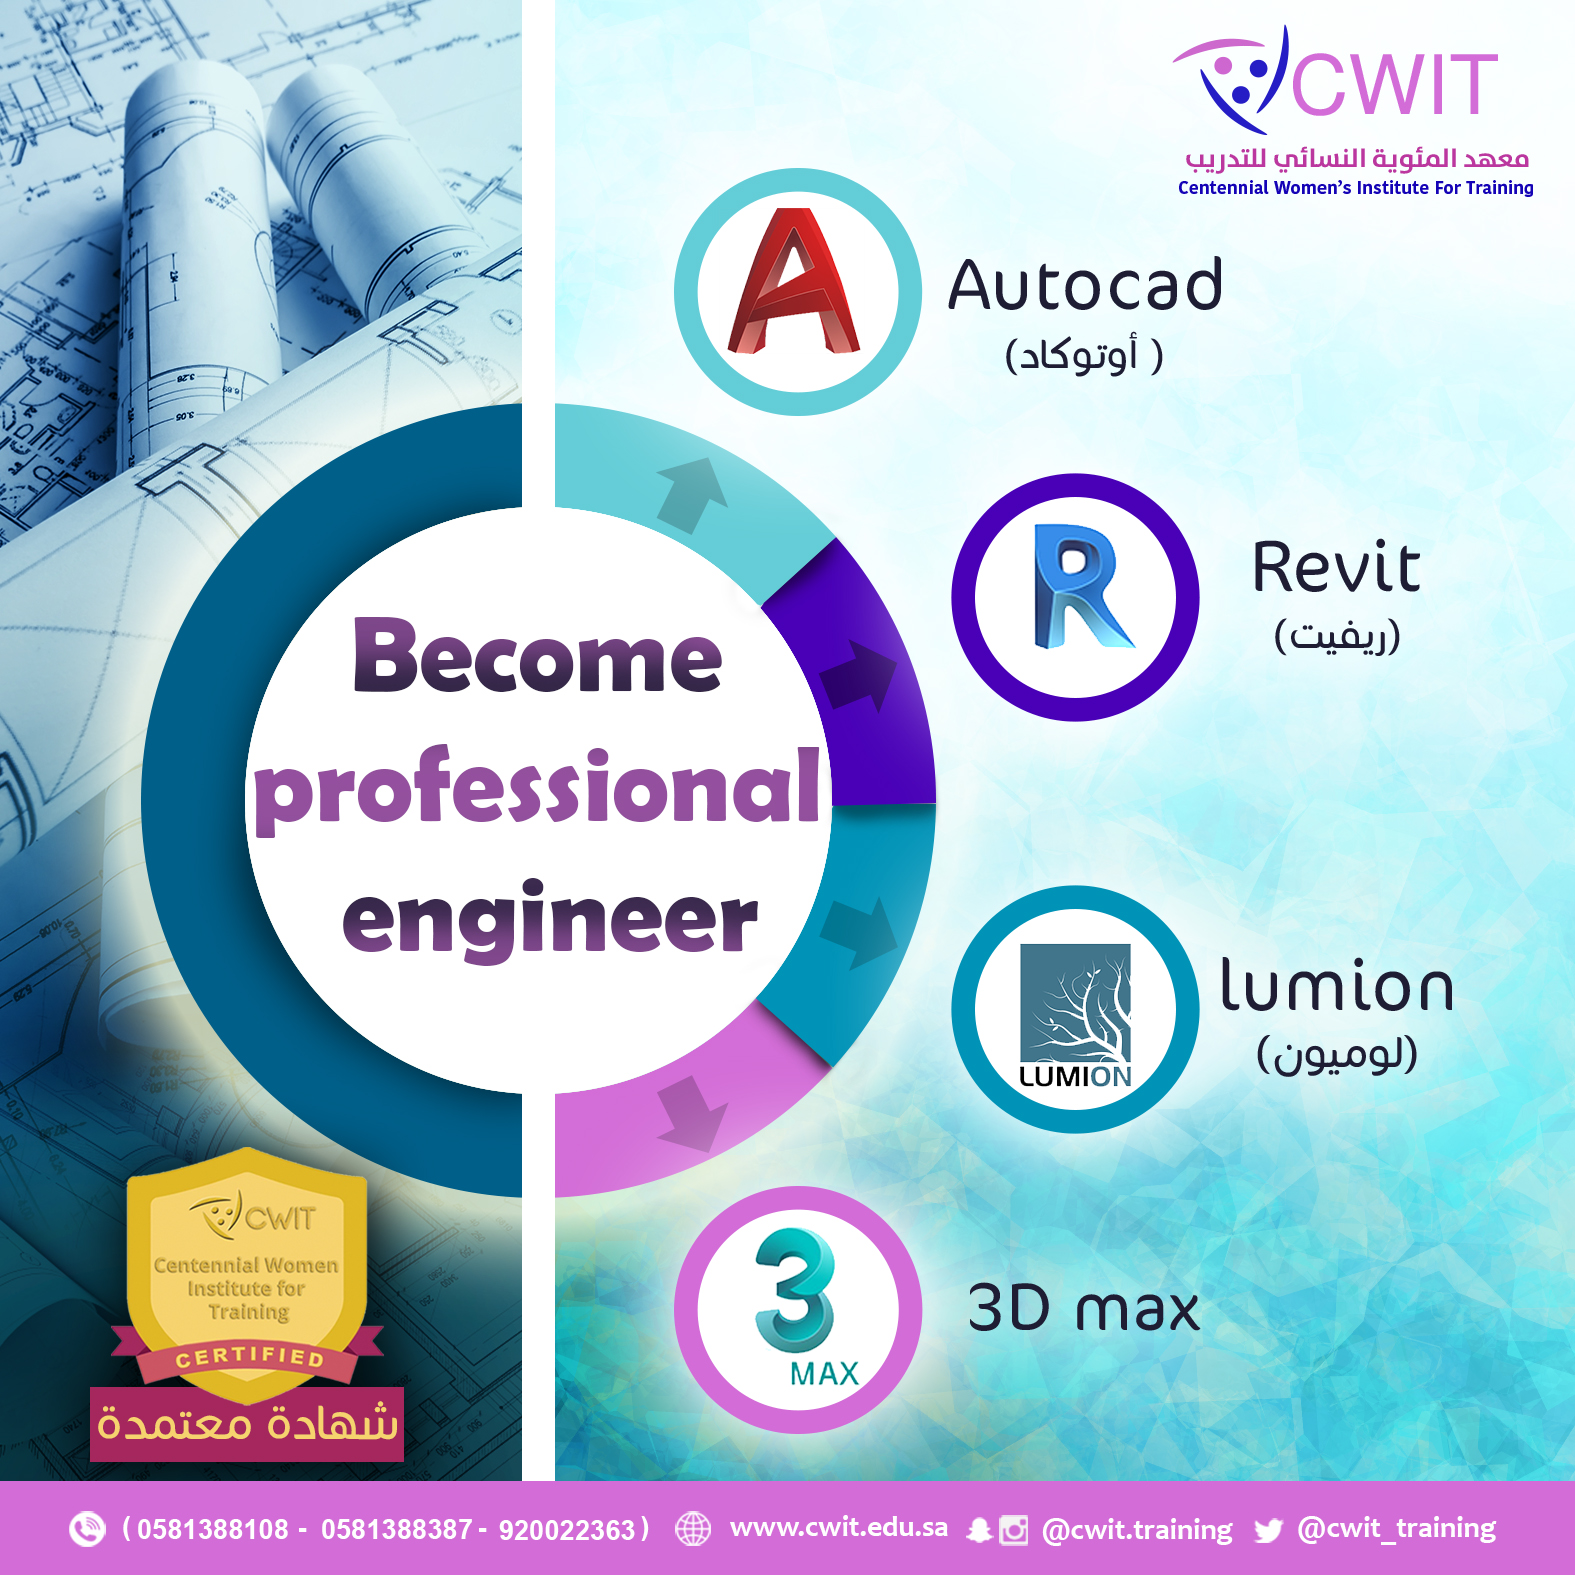 CWIT
معهد المئوية النسائي للتدريب
Centennial Women's Institute For Training
Autocad
( أوتوكاد)
Revit
(ريفيت)
LUMION
lumion
(لوميون)
3
MAX
3D max
Become
professional
engineer
CWIT
Centennial Women
Institute for
Training
CERTIFIED
شهادة معتمدة
( 0581388108 - 0581388387 - 920022363 ) www.cwit.edu.sa @cwit.training @cwit_training